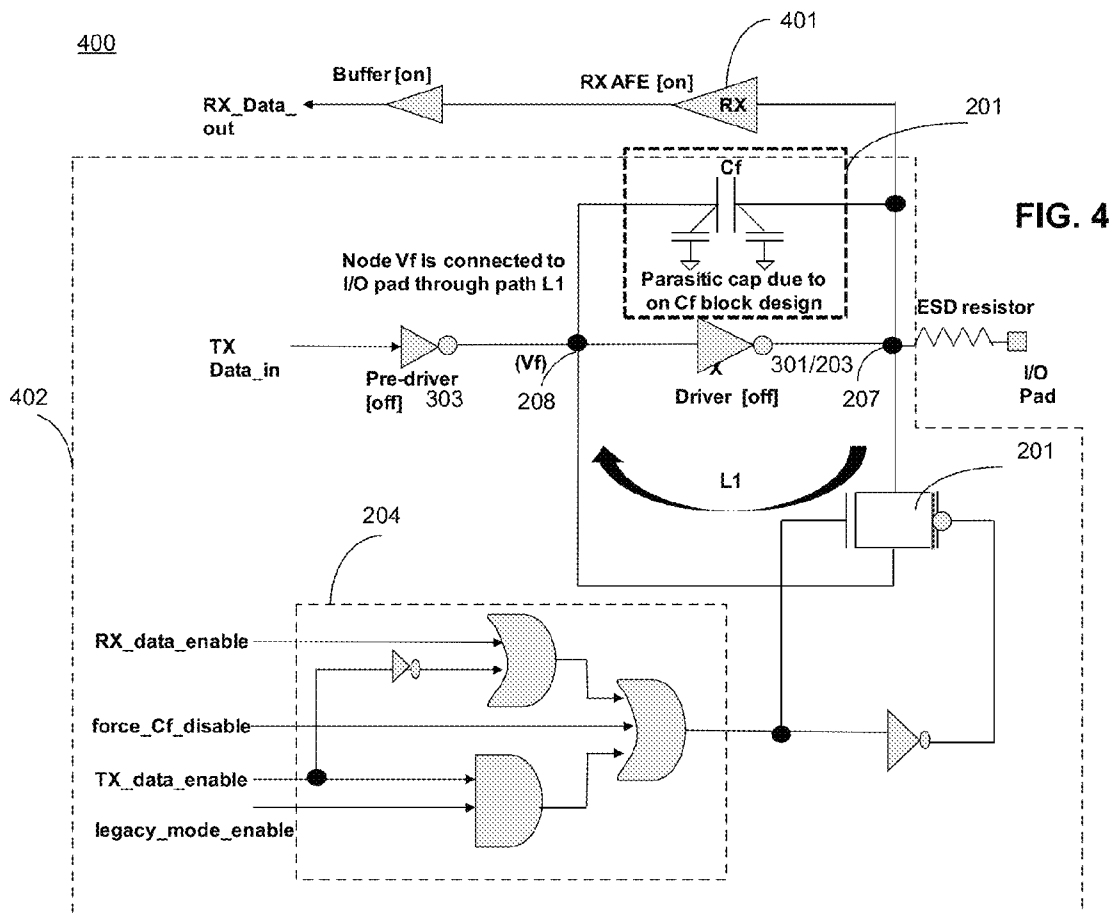 400
401
Buffer [on]
RX AFE [on]
RX
RX_Data_
out
201
Cf
FIG. 4
Node Vf is connected to
I/O pad through path L1
Parasitic cap due to
on Cf block design
ESD resistor
TX
Data_in
(Vf)
X
301/203
I/O
Pad
Pre-driver
[off]
303
208
Driver [off]
207
402
L1
201
204
RX_data_enable
force_Cf_disable
TX_data_enable
legacy_mode_enable